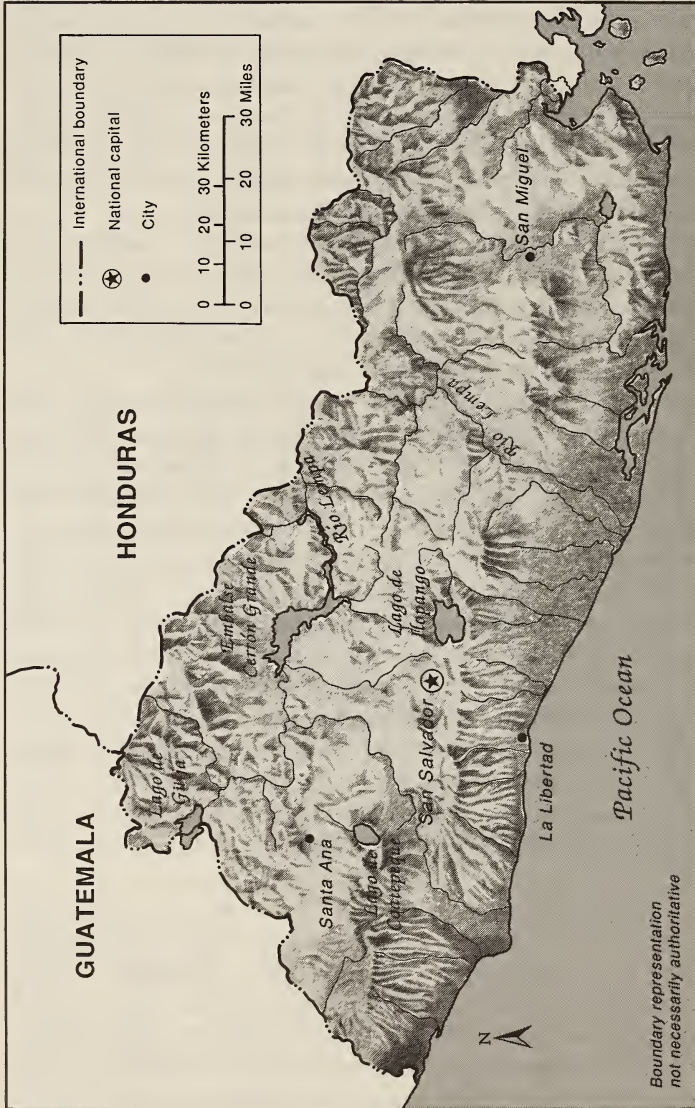 GUATEMALA
HONDURAS
International boundary
National capital
City
0 10 20 30 Kilometers
0 10 20 30 Miles
Lago de
Guija
Embalse
Cerrón Grande
Río Lempa
Santa Ana
Lago de
Coatepeque
San Salvador
Lago de
Ilopango
Río Lempa
San Miguel
La Libertad
Pacific Ocean
N
Boundary representation
not necessarily authoritative